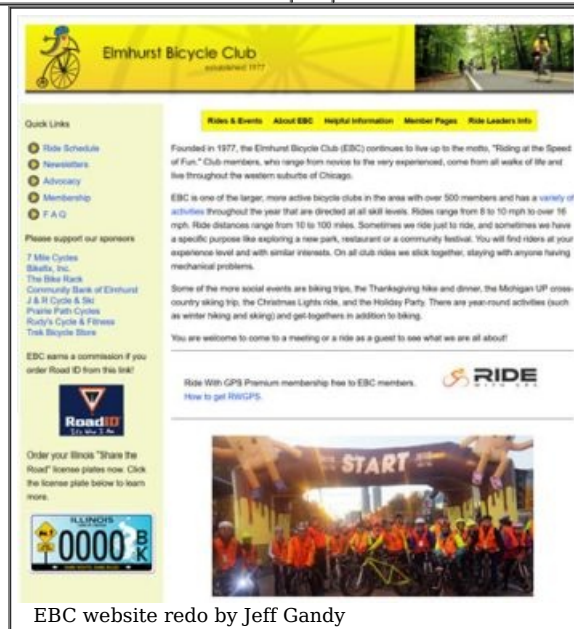 Elmhurst Bicycle Club
established 1977
Quick Links
Ride Schedule
Newsletters
Advocacy
Membership
F A Q
Please support our sponsors
7 Mile Cycles
Bikefix, Inc.
The Bike Rack
Community Bank of Elmhurst
J & R Cycle & Ski
Prairie Path Cycles
Rudy's Cycle & Fitness
Trek Bicycle Store
EBC earns a commission if you
order Road ID from this link!
RoadID
It's Who I Am.
Order your Illinois "Share the
Road" license plates now. Click
the license plate below to learn
more.
ILLINOIS
0000 B K
Rides & Events About EBC Helpful Information Member Pages Ride Leaders Info
Founded in 1977, the Elmhurst Bicycle Club (EBC) continues to live up to the motto, "Riding at the Speed
of Fun." Club members, who range from novice to the very experienced, come from all walks of life and
live throughout the western suburbs of Chicago.
EBC is one of the larger, more active bicycle clubs in the area with over 500 members and has a variety of
activities throughout the year that are directed at all skill levels. Rides range from 8 to 10 mph to over 16
mph. Ride distances range from 10 to 100 miles. Sometimes we ride just to ride, and sometimes we have
a specific purpose like exploring a new park, restaurant or a community festival. You will find riders at your
experience level and with similar interests. On all club rides we stick together, staying with anyone having
mechanical problems.
Some of the more social events are biking trips, the Thanksgiving hike and dinner, the Michigan UP cross-
country skiing trip, the Christmas Lights ride, and the Holiday Party. There are year-round activities (such
as winter hiking and skiing) and get-togethers in addition to biking.
You are welcome to come to a meeting or a ride as a guest to see what we are all about!
Ride With GPS Premium membership free to EBC members.
How to get RWGPS.
RIDE
WITH GPS
START
EBC website redo by Jeff Gandy